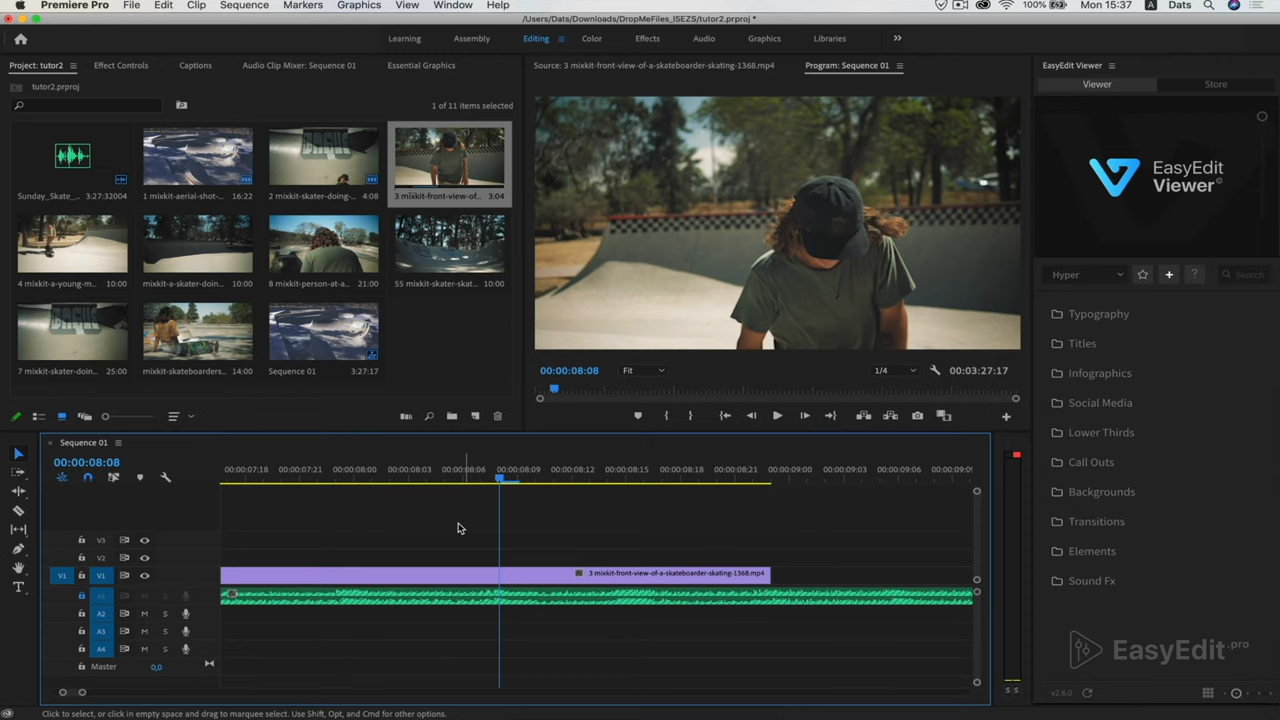 Premiere Pro File Edit Clip Sequence Markers Graphics View Window Help 100% Mon 15:37 A Dats
/Users/Dats/Downloads/DropMeFiles_ISEZS/tutor2.prproj *
Learning Assembly Editing Color Effects Audio Graphics Libraries
Project: tutor2 Effect Controls Captions Audio Clip Mixer: Sequence 01 Essential Graphics
tutor2.prproj
1 of 11 items selected
Sunday_Skate_... 3:27:32004
1 mixkit-aerial-shot-... 16:22
2 mixkit-skater-doing-... 4:08
3 mixkit-front-view-of... 3:04
4 mixkit-a-young-m... 10:00
mixkit-a-skater-doin... 10:00
8 mixkit-person-at-a... 21:00
55 mixkit-skater-skat... 10:00
7 mixkit-skater-doin... 25:00
mixkit-skateboarders... 14:00
Sequence 01 3:27:17
Source: 3 mixkit-front-view-of-a-skateboarder-skating-1368.mp4 Program: Sequence 01
00:00:08:08 Fit 1/4 00:03:27:17
EasyEdit Viewer
Viewer Store
EasyEdit
Viewer©
Hyper + ? Search
Typography
Titles
Infographics
Social Media
Lower Thirds
Call Outs
Backgrounds
Transitions
Elements
Sound Fx
EasyEdit.pro
v2.6.0
× Sequence 01
00:00:08:08
00:00:07:18 00:00:07:21 00:00:08:00 00:00:08:03 00:00:08:06 00:00:08:09 00:00:08:12 00:00:08:15 00:00:08:18 00:00:08:21 00:00:09:00 00:00:09:03 00:00:09:06 00:00:09:09
V3
V2
V1 V1 3 mixkit-front-view-of-a-skateboarder-skating-1368.mp4
A1 M S
A2 M S
A3 M S
A4 M S
Master 0,0
S S
Click to select, or click in empty space and drag to marquee select. Use Shift, Opt, and Cmd for other options.